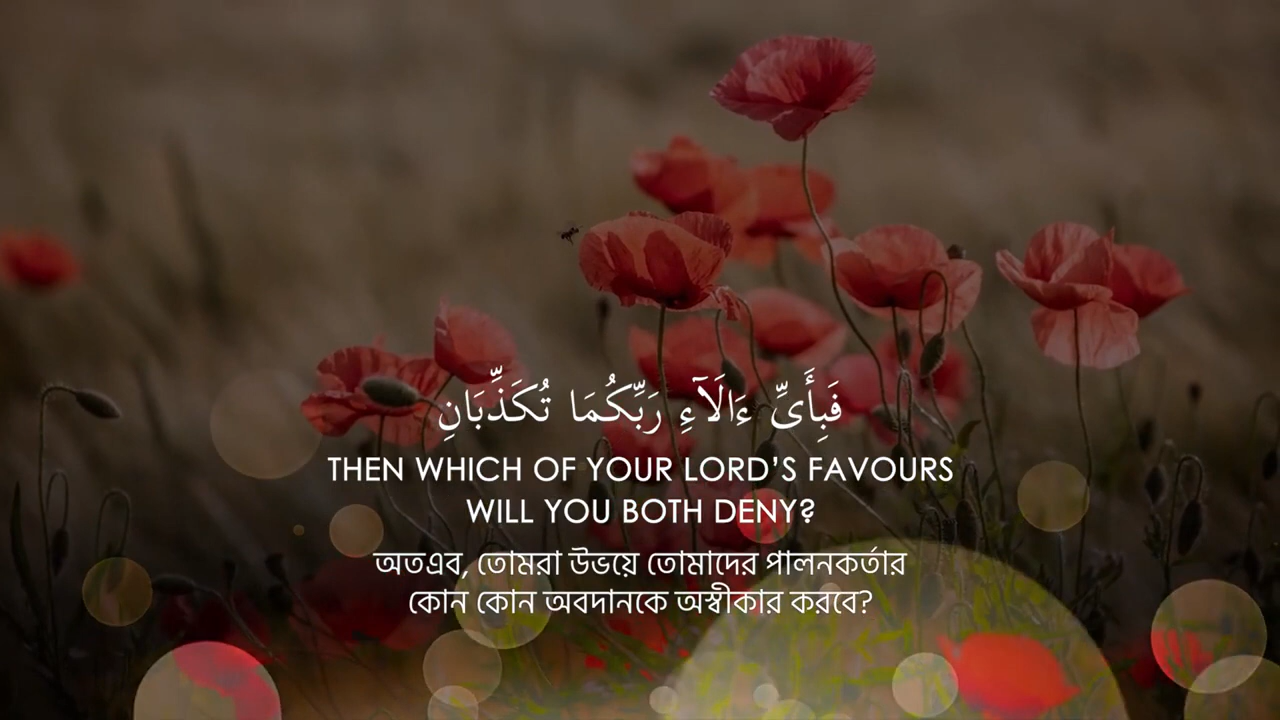 فَبِأَىِّ ءَالَآءِ رَبِّكُمَا تُكَذِّبَانِ
THEN WHICH OF YOUR LORD’S FAVOURS
WILL YOU BOTH DENY?
অতএব, তোমরা উভয়ে তোমাদের পালনকর্তার
কোন কোন অবদানকে অস্বীকার করবে?